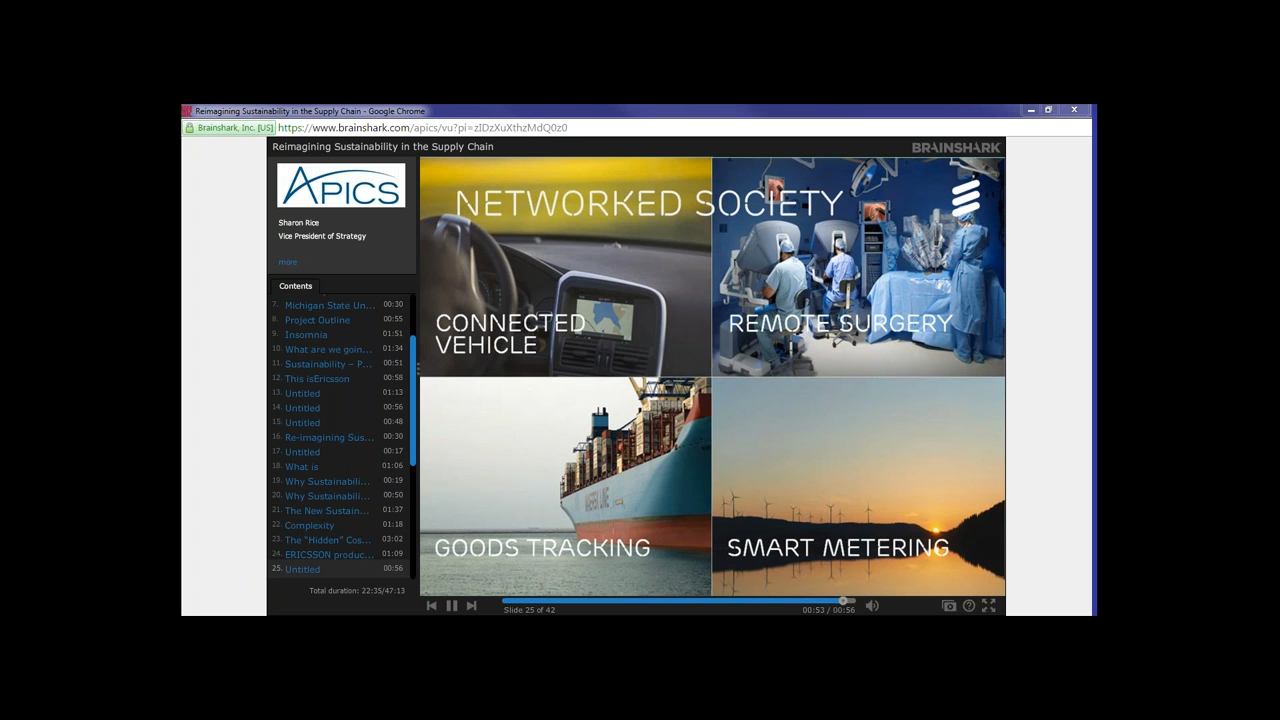 Reimagining Sustainability in the Supply Chain - Google Chrome
Brainshark, Inc. [US] https://www.brainshark.com/apics/vu?pi=zIDzXuXthzMdQ0z0
Reimagining Sustainability in the Supply Chain
BRAINSHARK
APICS
Sharon Rice
Vice President of Strategy
more
Contents
7. Michigan State Un... 00:30
8. Project Outline 00:55
9. Insomnia 01:51
10. What are we goin... 01:34
11. Sustainability – P... 00:51
12. This isEricsson 00:58
13. Untitled 01:13
14. Untitled 00:56
15. Untitled 00:48
16. Re-imagining Sus... 00:30
17. Untitled 00:17
18. What is 01:06
19. Why Sustainabili... 00:19
20. Why Sustainabili... 00:50
21. The New Sustain... 01:37
22. Complexity 01:18
23. The “Hidden” Cos... 03:02
24. ERICSSON produc... 01:09
25. Untitled 00:56
Total duration: 22:35/47:13
NETWORKED SOCIETY
CONNECTED
VEHICLE
REMOTE SURGERY
MAERSK LINE
GOODS TRACKING
SMART METERING
Slide 25 of 42
00:53 / 00:56